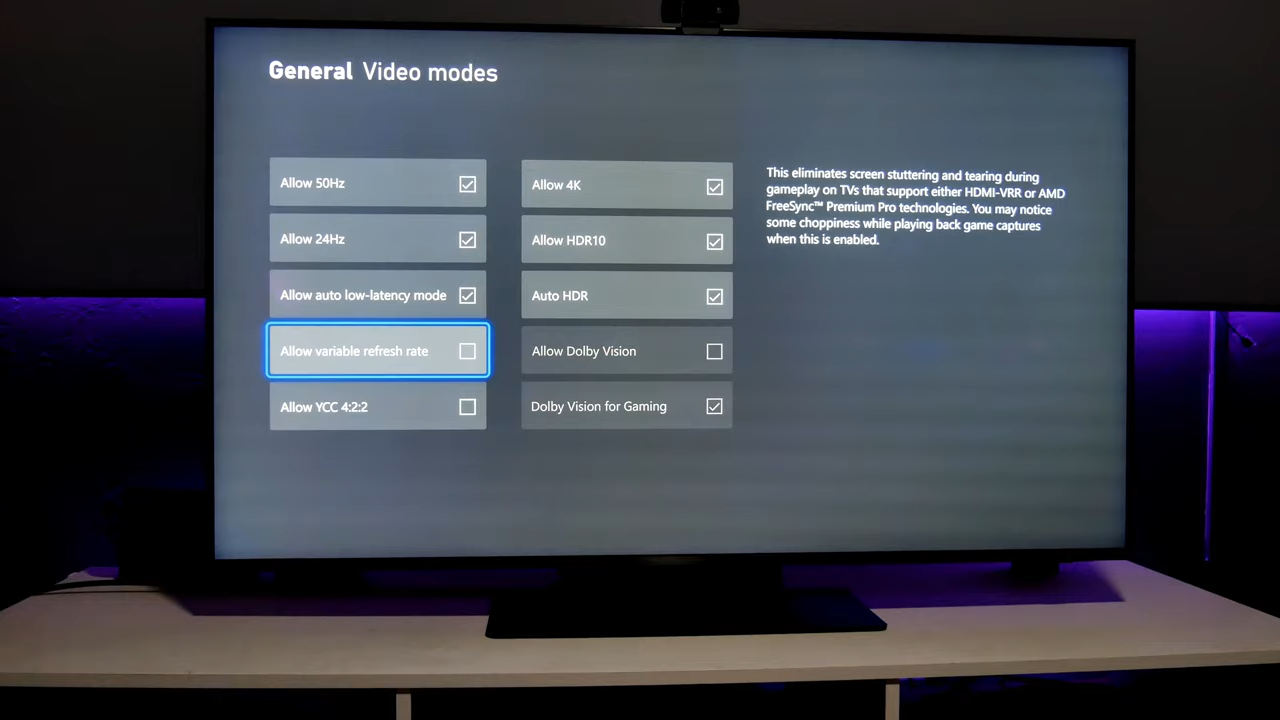 General Video modes
Allow 50Hz
Allow 24Hz
Allow auto low-latency mode
Allow variable refresh rate
Allow YCC 4:2:2
Allow 4K
Allow HDR10
Auto HDR
Allow Dolby Vision
Dolby Vision for Gaming
This eliminates screen stuttering and tearing during
gameplay on TVs that support either HDMI-VRR or AMD
FreeSync™ Premium Pro technologies. You may notice
some choppiness while playing back game captures
when this is enabled.